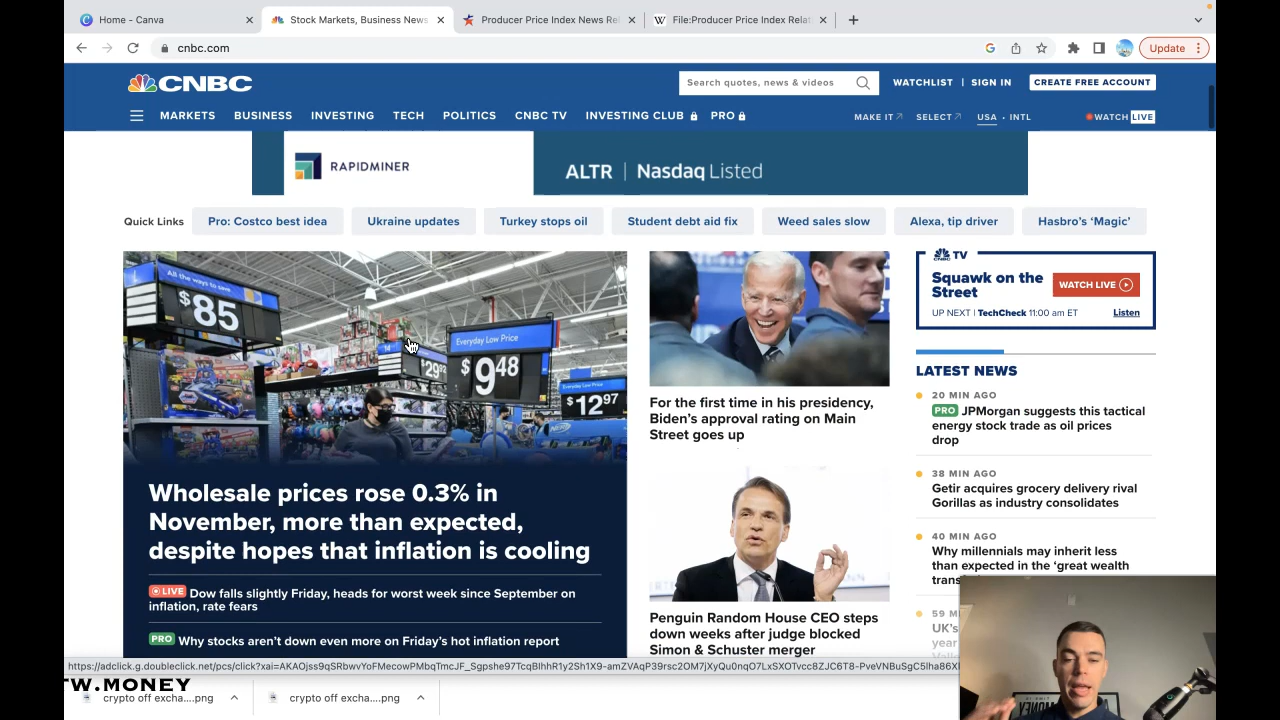 Home - Canva
Stock Markets, Business News
Producer Price Index News Rel
File:Producer Price Index Relat
cnbc.com
Update
CNBC
Search quotes, news & videos
WATCHLIST | SIGN IN
CREATE FREE ACCOUNT
MARKETS BUSINESS INVESTING TECH POLITICS CNBC TV INVESTING CLUB PRO
MAKE IT SELECT USA • INTL
WATCH LIVE
RAPIDMINER
ALTR | Nasdaq Listed
Quick Links
Pro: Costco best idea
Ukraine updates
Turkey stops oil
Student debt aid fix
Weed sales slow
Alexa, tip driver
Hasbro's ‘Magic’
All the ways to save
$85
Everyday Low Price
$9.48
$12.97
Wholesale prices rose 0.3% in
November, more than expected,
despite hopes that inflation is cooling
LIVE Dow falls slightly Friday, heads for worst week since September on
inflation, rate fears
PRO Why stocks aren't down even more on Friday's hot inflation report
For the first time in his presidency,
Biden's approval rating on Main
Street goes up
Penguin Random House CEO steps
down weeks after judge blocked
Simon & Schuster merger
CNBC TV
Squawk on the
Street
WATCH LIVE
UP NEXT | TechCheck 11:00 am ET
Listen
LATEST NEWS
20 MIN AGO
PRO JPMorgan suggests this tactical
energy stock trade as oil prices
drop
38 MIN AGO
Getir acquires grocery delivery rival
Gorillas as industry consolidates
40 MIN AGO
Why millennials may inherit less
than expected in the ‘great wealth
trans
59 M
UK's
year
TW.MONEY
crypto off excha....png
crypto off excha....png